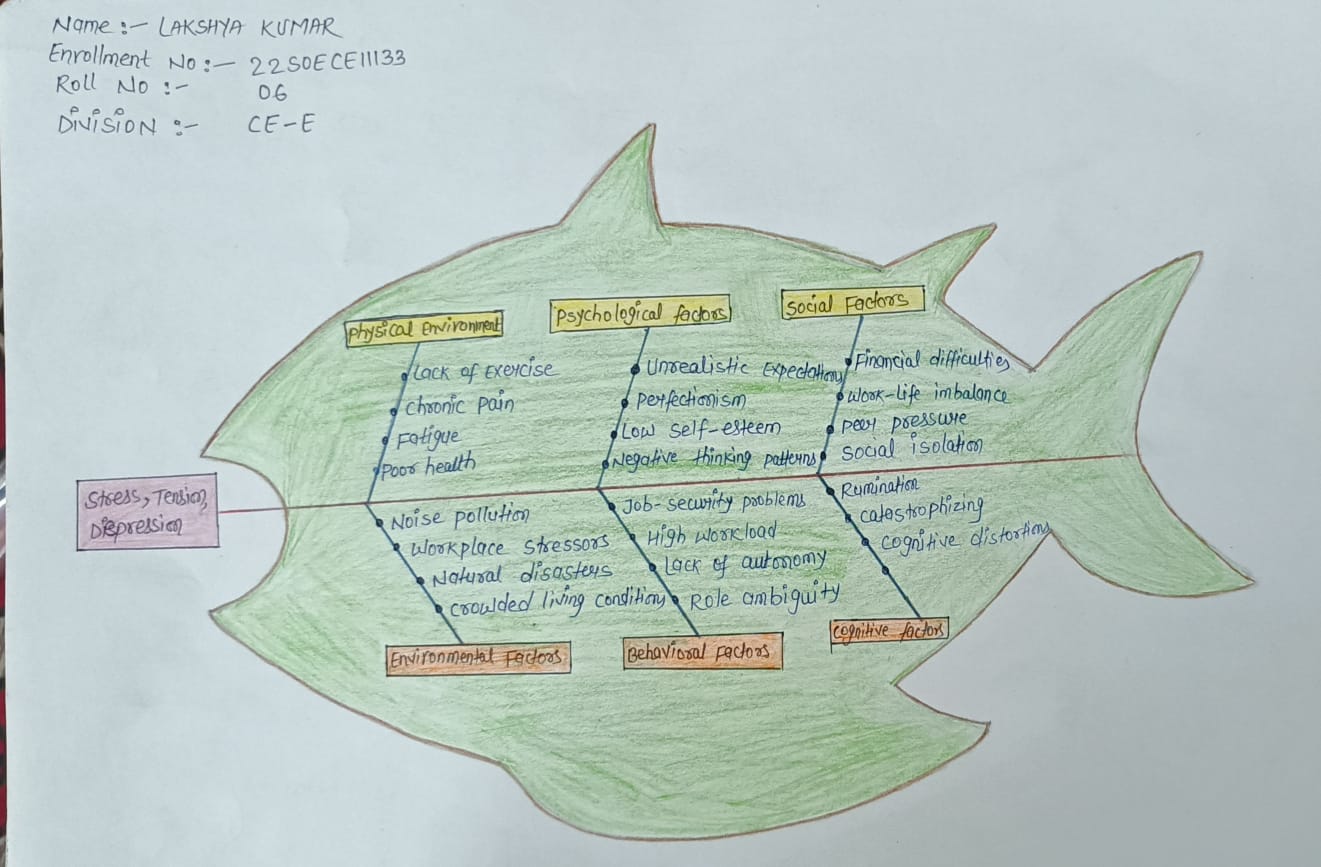 Name :- LAKSHYA KUMAR
Enrollment No :- 22SOECE11133
Roll No :- 06
DIVISION :- CE-E
Physical Environment
Lack of Exercise
Chronic Pain
Fatigue
Poor health
Psychological factors
Unrealistic Expectations
Perfectionism
Low self-esteem
Negative thinking patterns
Social Factors
Financial difficulties
Work-life imbalance
Peer pressure
Social isolation
Stress, Tension,
Depression
Noise pollution
Workplace stressors
Natural disasters
Crowded living condition
Environmental Factors
Job-security problems
High workload
Lack of autonomy
Role ambiguity
Behavioral Factors
Rumination
Catastrophizing
Cognitive distortions
Cognitive factors